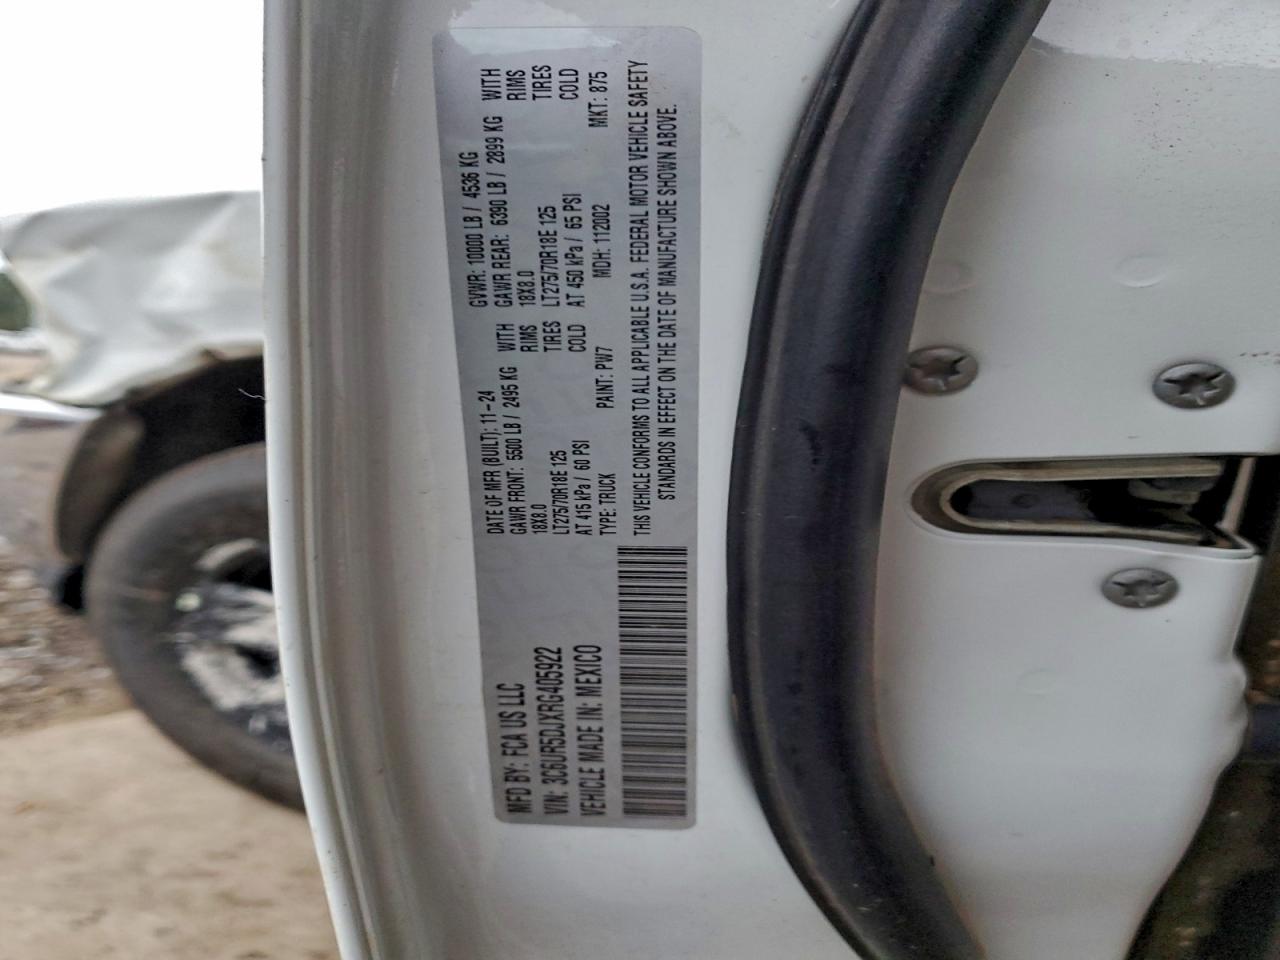 MFD BY: FCA US LLC
VIN: 3C6UR5DJXRG405922
VEHICLE MADE IN: MEXICO
DATE OF MFR (BUILT): 11-24
GVWR: 10000 LB / 4536 KG
GAWR FRONT: 5500 LB / 2495 KG WITH
18X8.0 RIMS
LT275/70R18E 125 TIRES
AT 415 kPa / 60 PSI COLD
GAWR REAR: 6390 LB / 2899 KG WITH
18X8.0 RIMS
LT275/70R18E 125 TIRES
AT 450 kPa / 65 PSI COLD
TYPE: TRUCK PAINT: PW7 MDH: 112002 MKT: 875
THIS VEHICLE CONFORMS TO ALL APPLICABLE U.S.A. FEDERAL MOTOR VEHICLE SAFETY
STANDARDS IN EFFECT ON THE DATE OF MANUFACTURE SHOWN ABOVE.